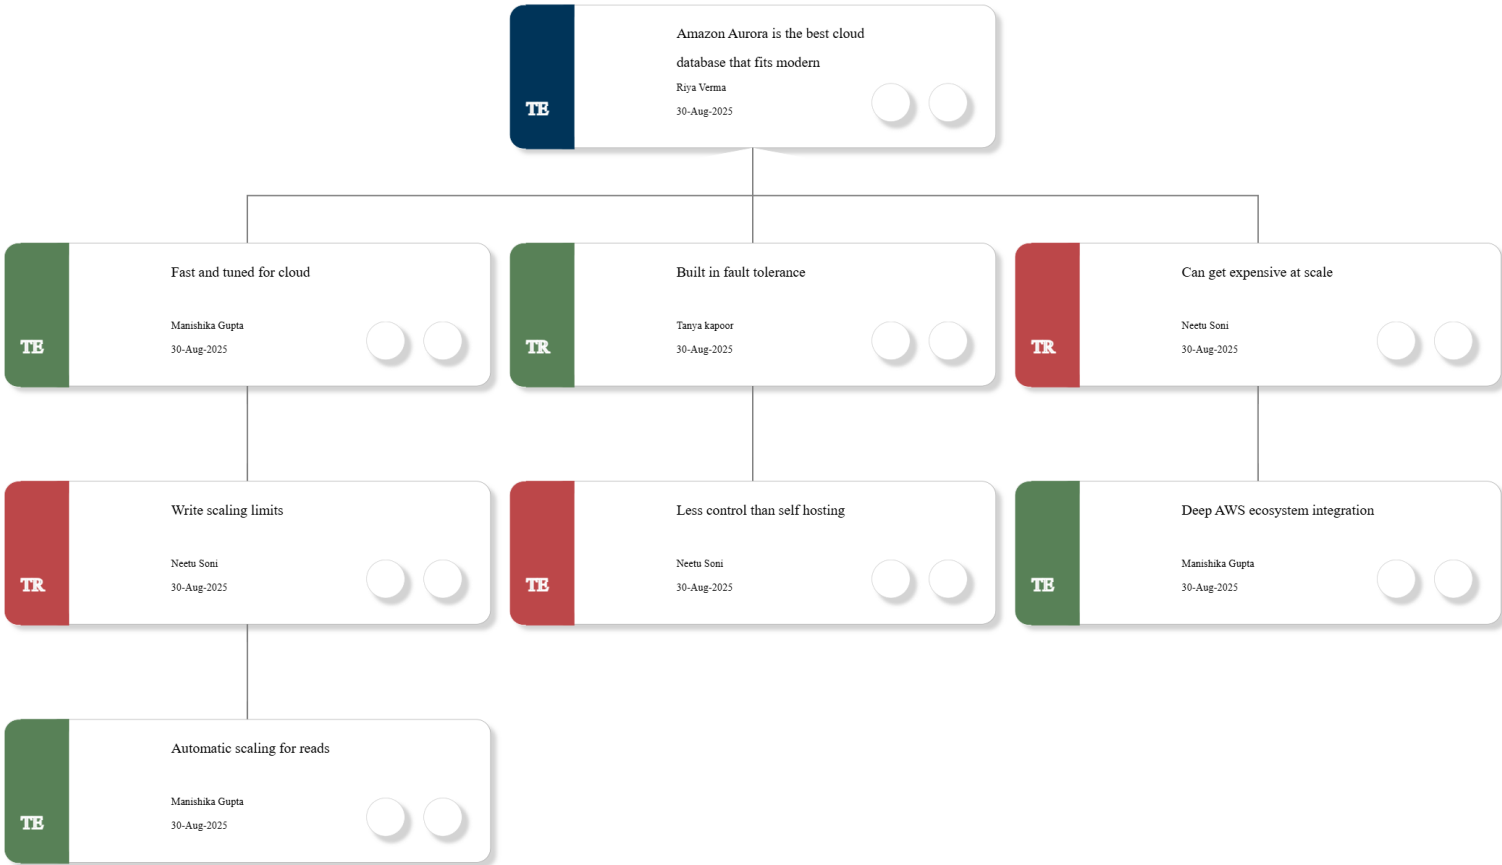 Amazon Aurora is the best cloud
database that fits modern
Riya Verma
30-Aug-2025
TE
Fast and tuned for cloud
Manishika Gupta
30-Aug-2025
TE
Built in fault tolerance
Tanya kapoor
30-Aug-2025
TR
Can get expensive at scale
Neetu Soni
30-Aug-2025
TR
Write scaling limits
Neetu Soni
30-Aug-2025
TR
Less control than self hosting
Neetu Soni
30-Aug-2025
TE
Deep AWS ecosystem integration
Manishika Gupta
30-Aug-2025
TE
Automatic scaling for reads
Manishika Gupta
30-Aug-2025
TE